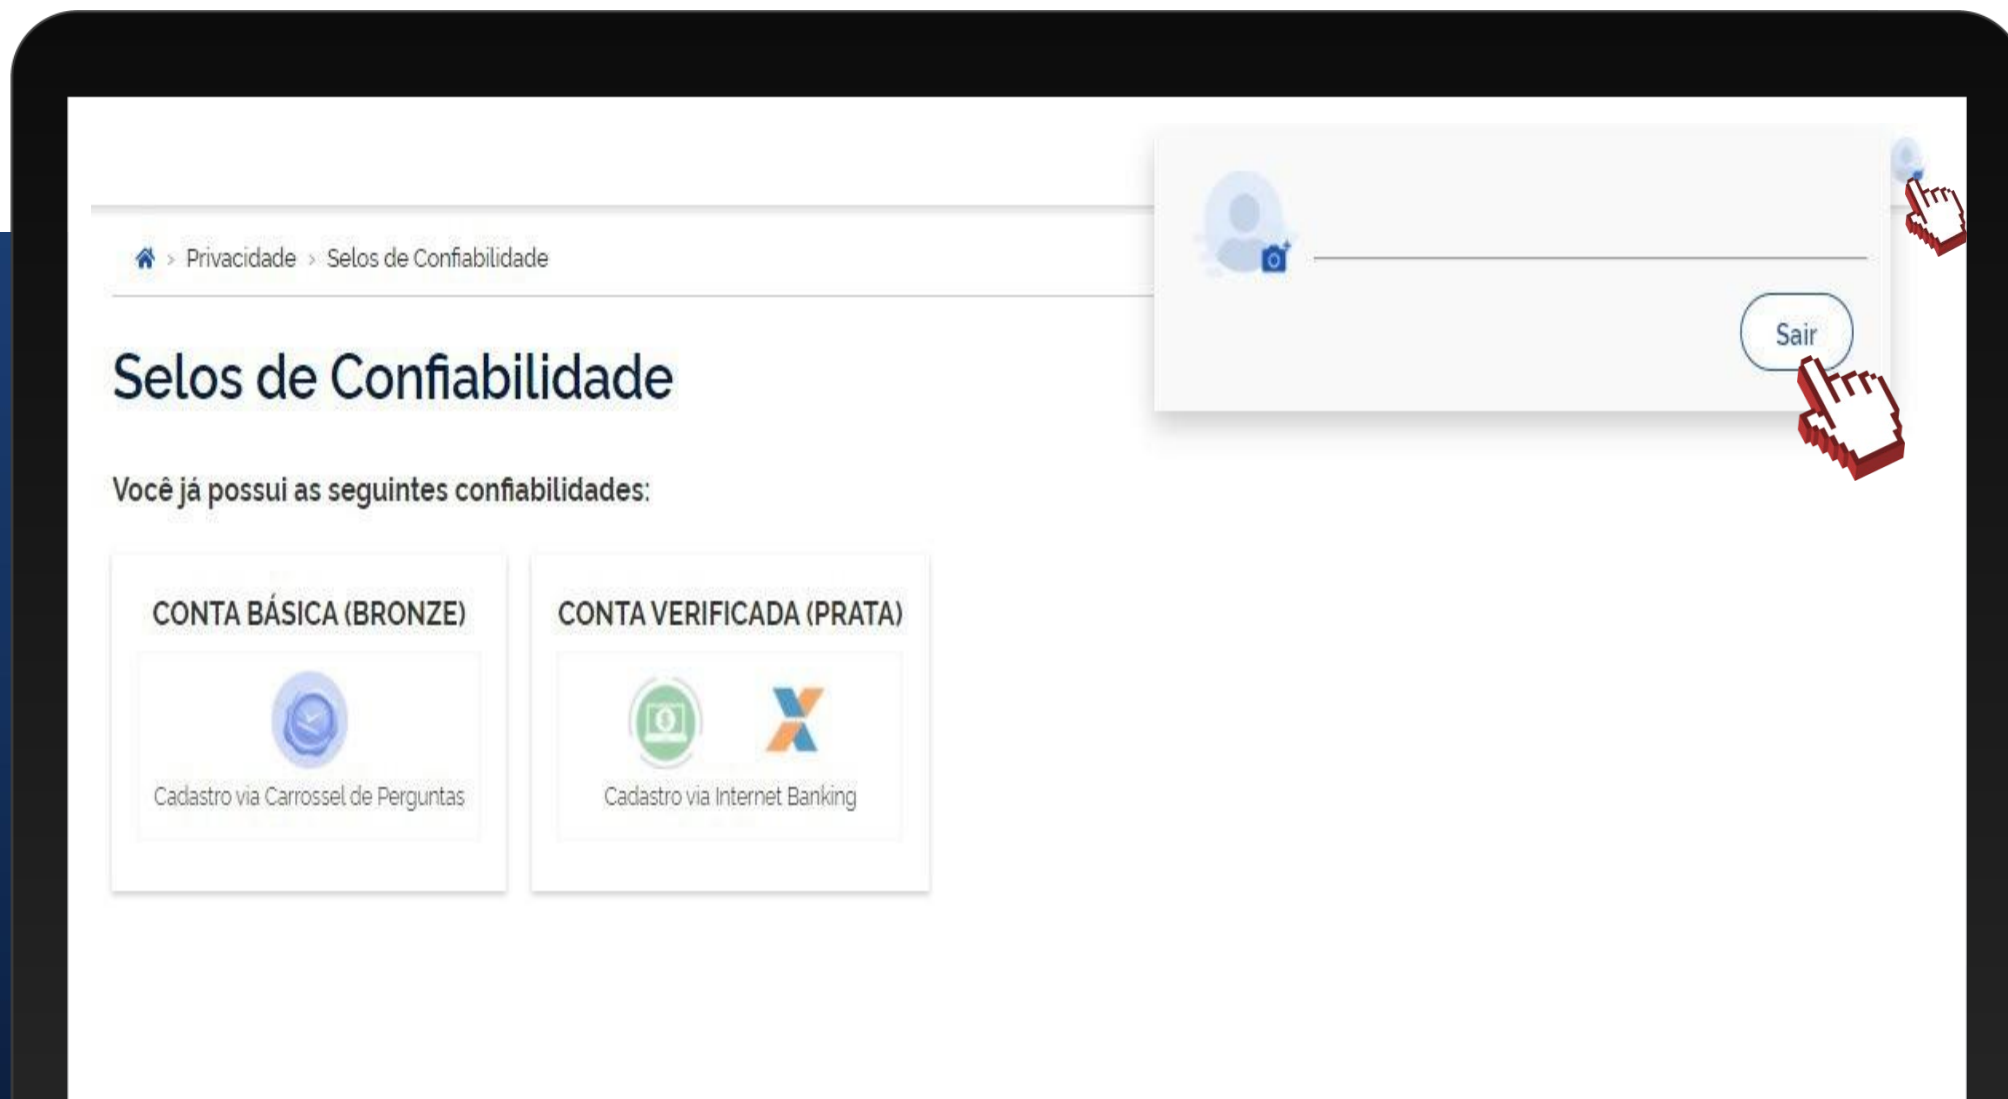 Privacidade > Selos de Confiabilidade
Sair
Selos de Confiabilidade
Você já possui as seguintes confiabilidades:
CONTA BÁSICA (BRONZE)
Cadastro via Carrossel de Perguntas
CONTA VERIFICADA (PRATA)
Cadastro via Internet Banking